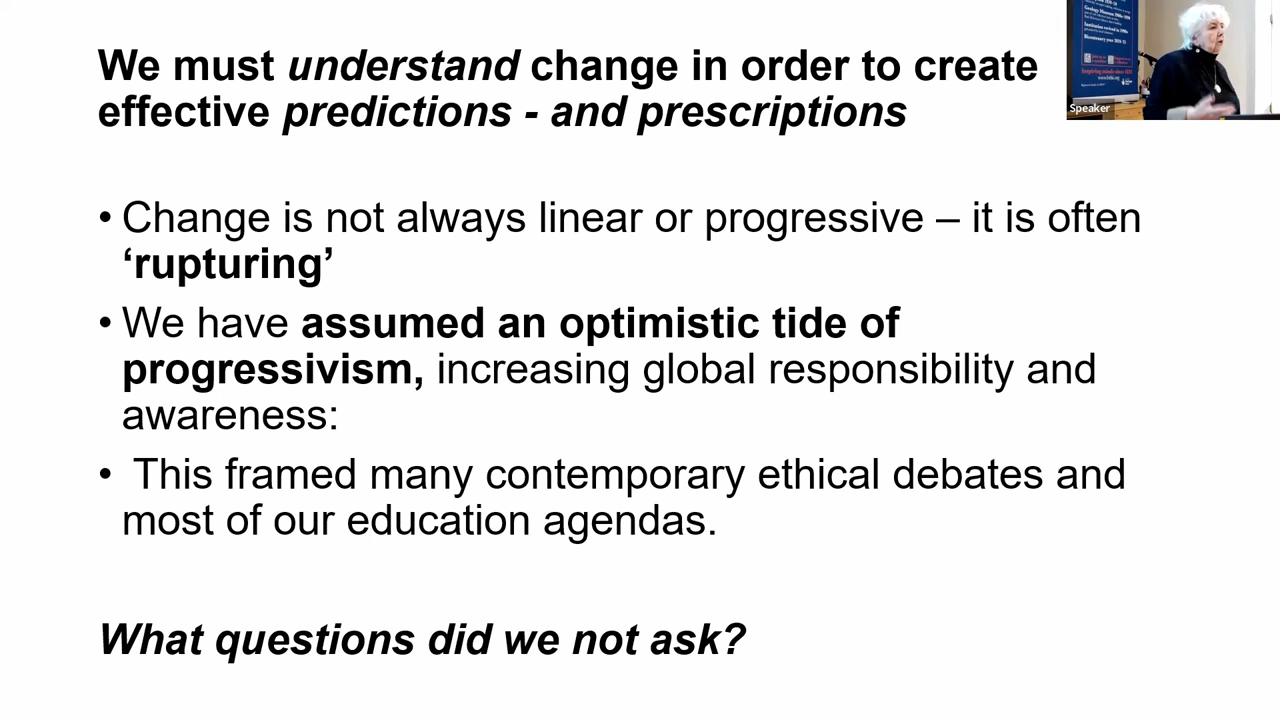 We must understand change in order to create
effective predictions - and prescriptions
• Change is not always linear or progressive – it is often
‘rupturing’
• We have assumed an optimistic tide of
progressivism, increasing global responsibility and
awareness:
• This framed many contemporary ethical debates and
most of our education agendas.
What questions did we not ask?
Speaker